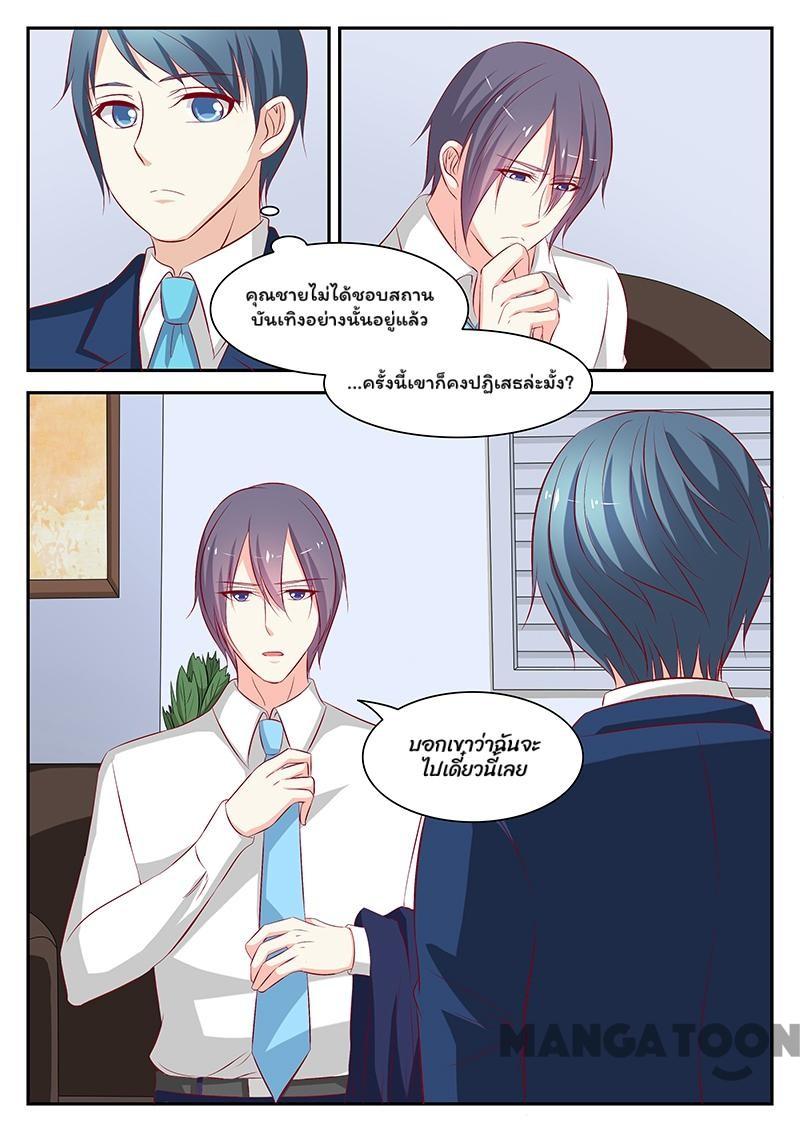 คุณชายไม่ได้ชอบสถาน
บันเทิงอย่างนั้นอยู่แล้ว
...ครั้งนี้เขาก็คงปฏิเสธล่ะมั้ง?
บอกเขาว่าฉันจะ
ไปเดี๋ยวนี้เลย
MANGATOON